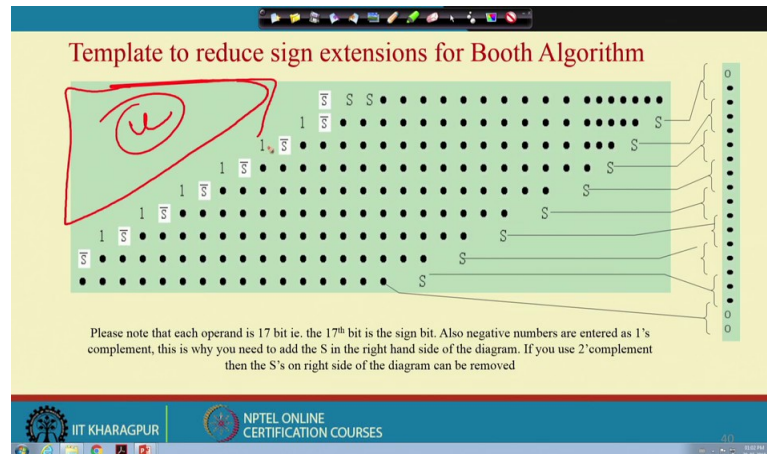 Template to reduce sign extensions for Booth Algorithm
0
S̅ S S
1 S̅ S
1 S̅ S
1 S̅ S
1 S̅ S
1 S̅ S
1 S̅ S
S̅ S
S
0
0
Please note that each operand is 17 bit ie. the 17th bit is the sign bit. Also negative numbers are entered as 1's
complement, this is why you need to add the S in the right hand side of the diagram. If you use 2'complement
then the S's on right side of the diagram can be removed
IIT KHARAGPUR
NPTEL ONLINE
CERTIFICATION COURSES
40